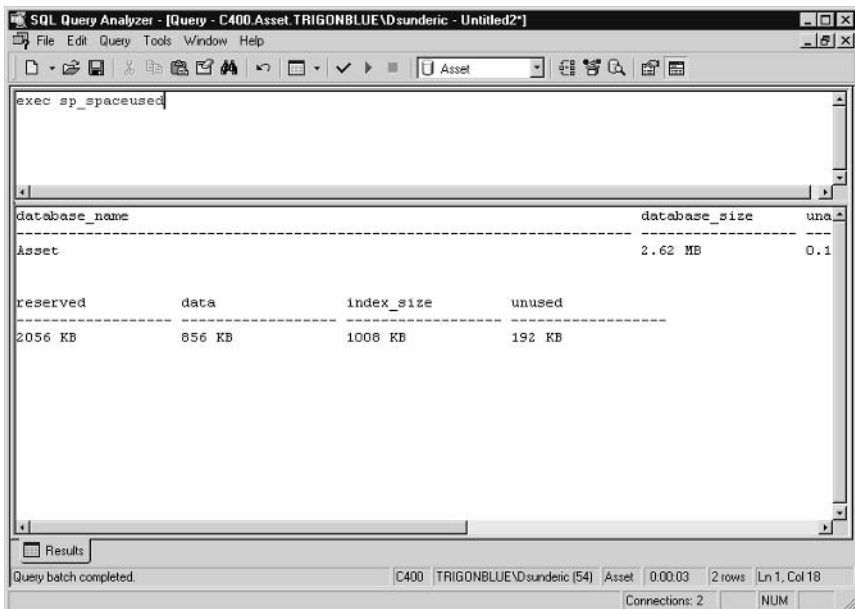 SQL Query Analyzer - [Query - C400.Asset.TRIGONBLUE\Dsunderic - Untitled2*]
File Edit Query Tools Window Help
Asset
exec sp_spaceused
database_name database_size una
Asset 2.62 MB 0.1
reserved data index_size unused
2056 KB 856 KB 1008 KB 192 KB
Results
Query batch completed. C400 TRIGONBLUE\Dsunderic (54) Asset 0:00:03 2 rows Ln 1, Col 18
Connections: 2 NUM